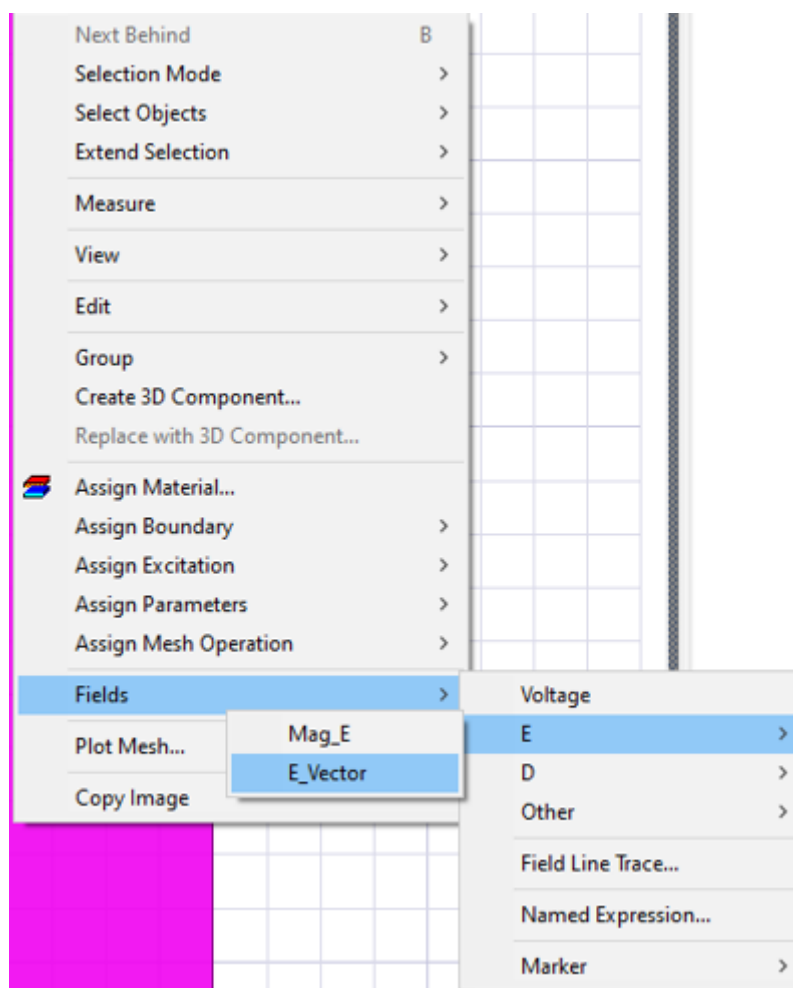 Next Behind B
Selection Mode
Select Objects
Extend Selection
Measure
View
Edit
Group
Create 3D Component...
Replace with 3D Component...
Assign Material...
Assign Boundary
Assign Excitation
Assign Parameters
Assign Mesh Operation
Fields
Plot Mesh...
Copy Image
Mag_E
E_Vector
Voltage
E
D
Other
Field Line Trace...
Named Expression...
Marker